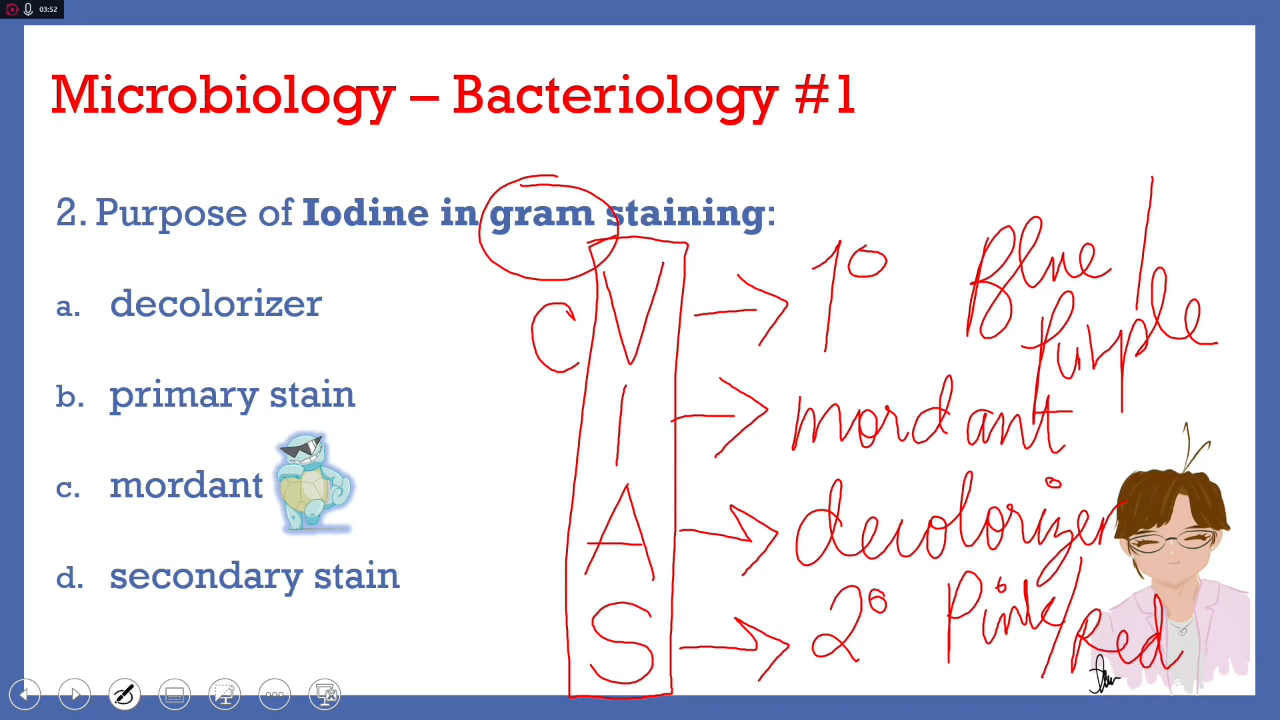 03:52
Microbiology – Bacteriology #1
2. Purpose of Iodine in gram staining:
a. decolorizer
b. primary stain
c. mordant
d. secondary stain
C V → 1° Blue/
purple
I → mordant
A → decolorizer
S → 2° Pink/Red